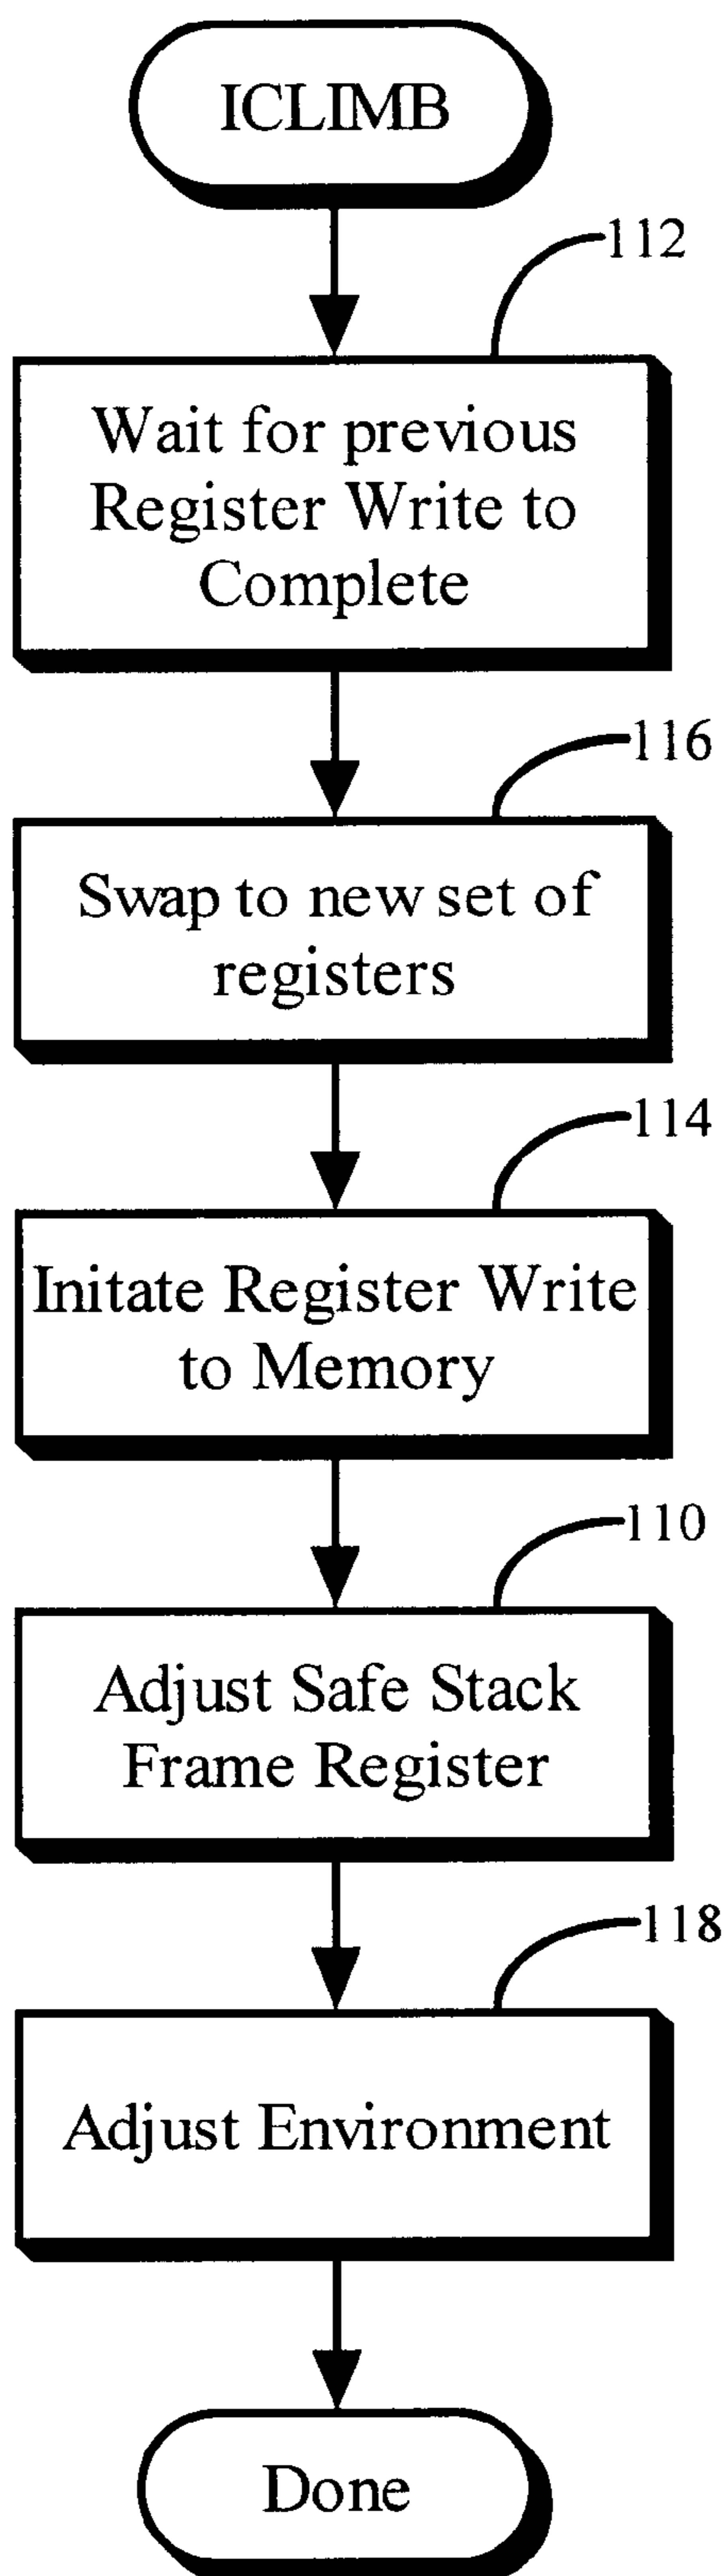 ICLIMB
112
Wait for previous
Register Write to
Complete
116
Swap to new set of
registers
114
Initate Register Write
to Memory
110
Adjust Safe Stack
Frame Register
118
Adjust Environment
Done